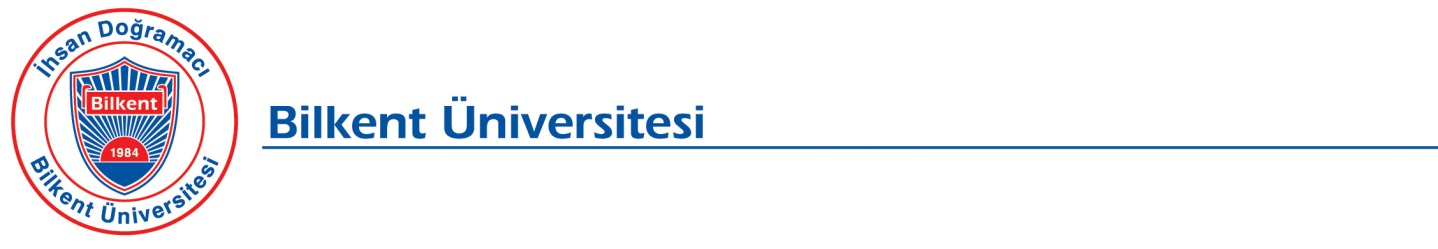 İhsan Doğramacı
Bilkent
1984
Bilkent Üniversitesi
Bilkent Üniversitesi